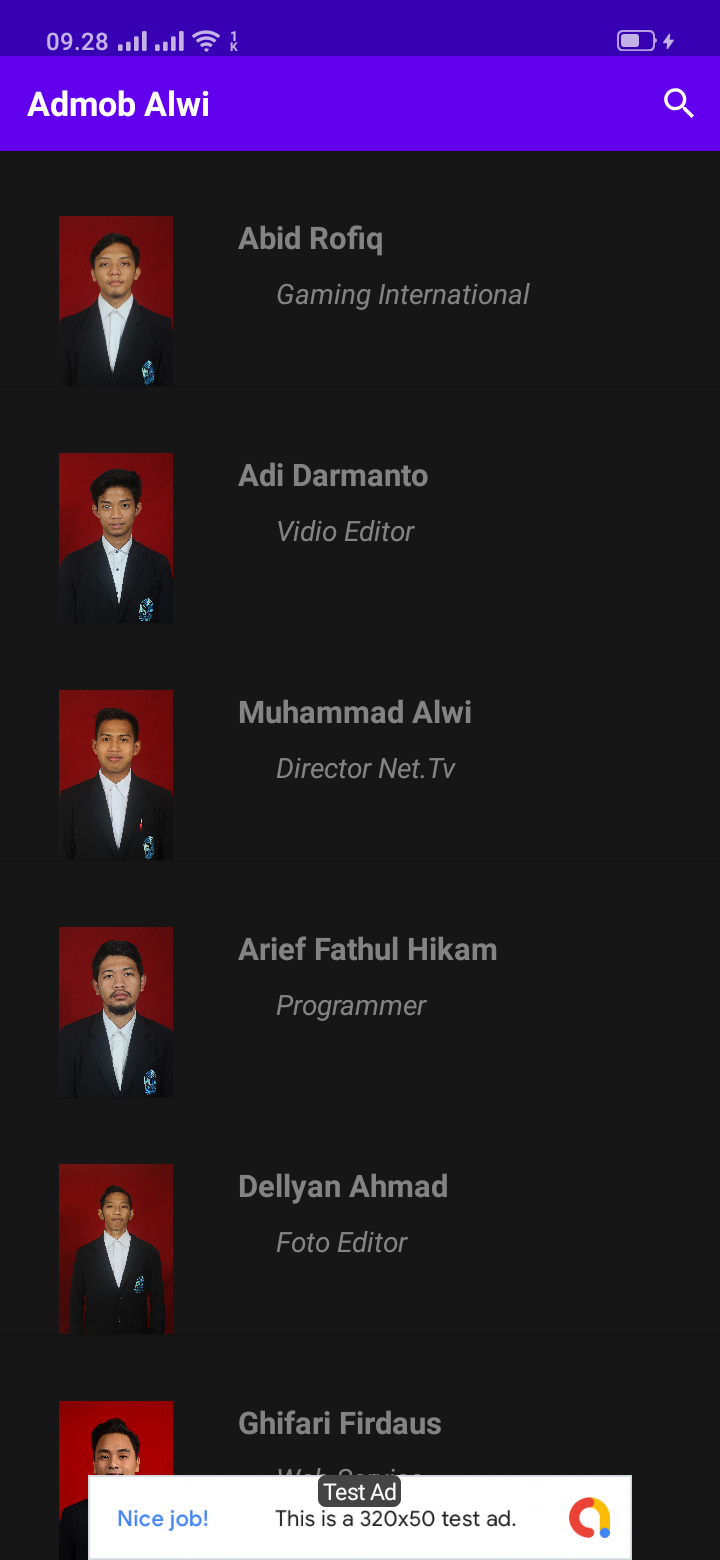 09.28 1 K
Admob Alwi
Abid Rofiq
Gaming International
Adi Darmanto
Vidio Editor
Muhammad Alwi
Director Net.Tv
Arief Fathul Hikam
Programmer
Dellyan Ahmad
Foto Editor
Ghifari Firdaus
Test Ad
Nice job! This is a 320x50 test ad.